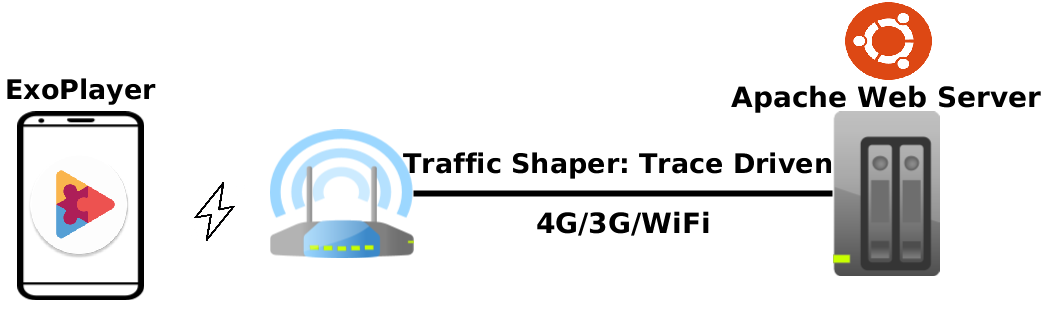 ExoPlayer
Apache Web Server
Traffic Shaper: Trace Driven
4G/3G/WiFi